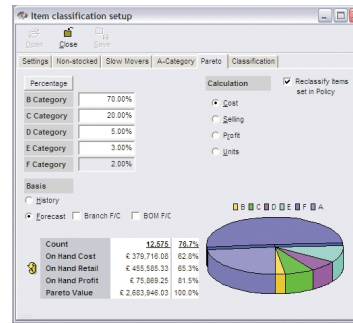 Item classification setup
Open Close Save
Settings Non-stocked Slow Movers A-Category Pareto Classification
Percentage
B Category 70.00%
C Category 20.00%
D Category 5.00%
E Category 3.00%
F Category 2.00%
Calculation
Cost
Selling
Profit
Units
Reclassify items
set in Policy
Basis
History
Forecast Branch F/C BOM F/C
Count 12,575 76.7%
On Hand Cost £ 379,716.08 62.8%
On Hand Retail £ 455,585.33 65.3%
On Hand Profit £ 75,869.25 81.5%
Pareto Value £ 2,683,946.03 100.0%
B C D E F A